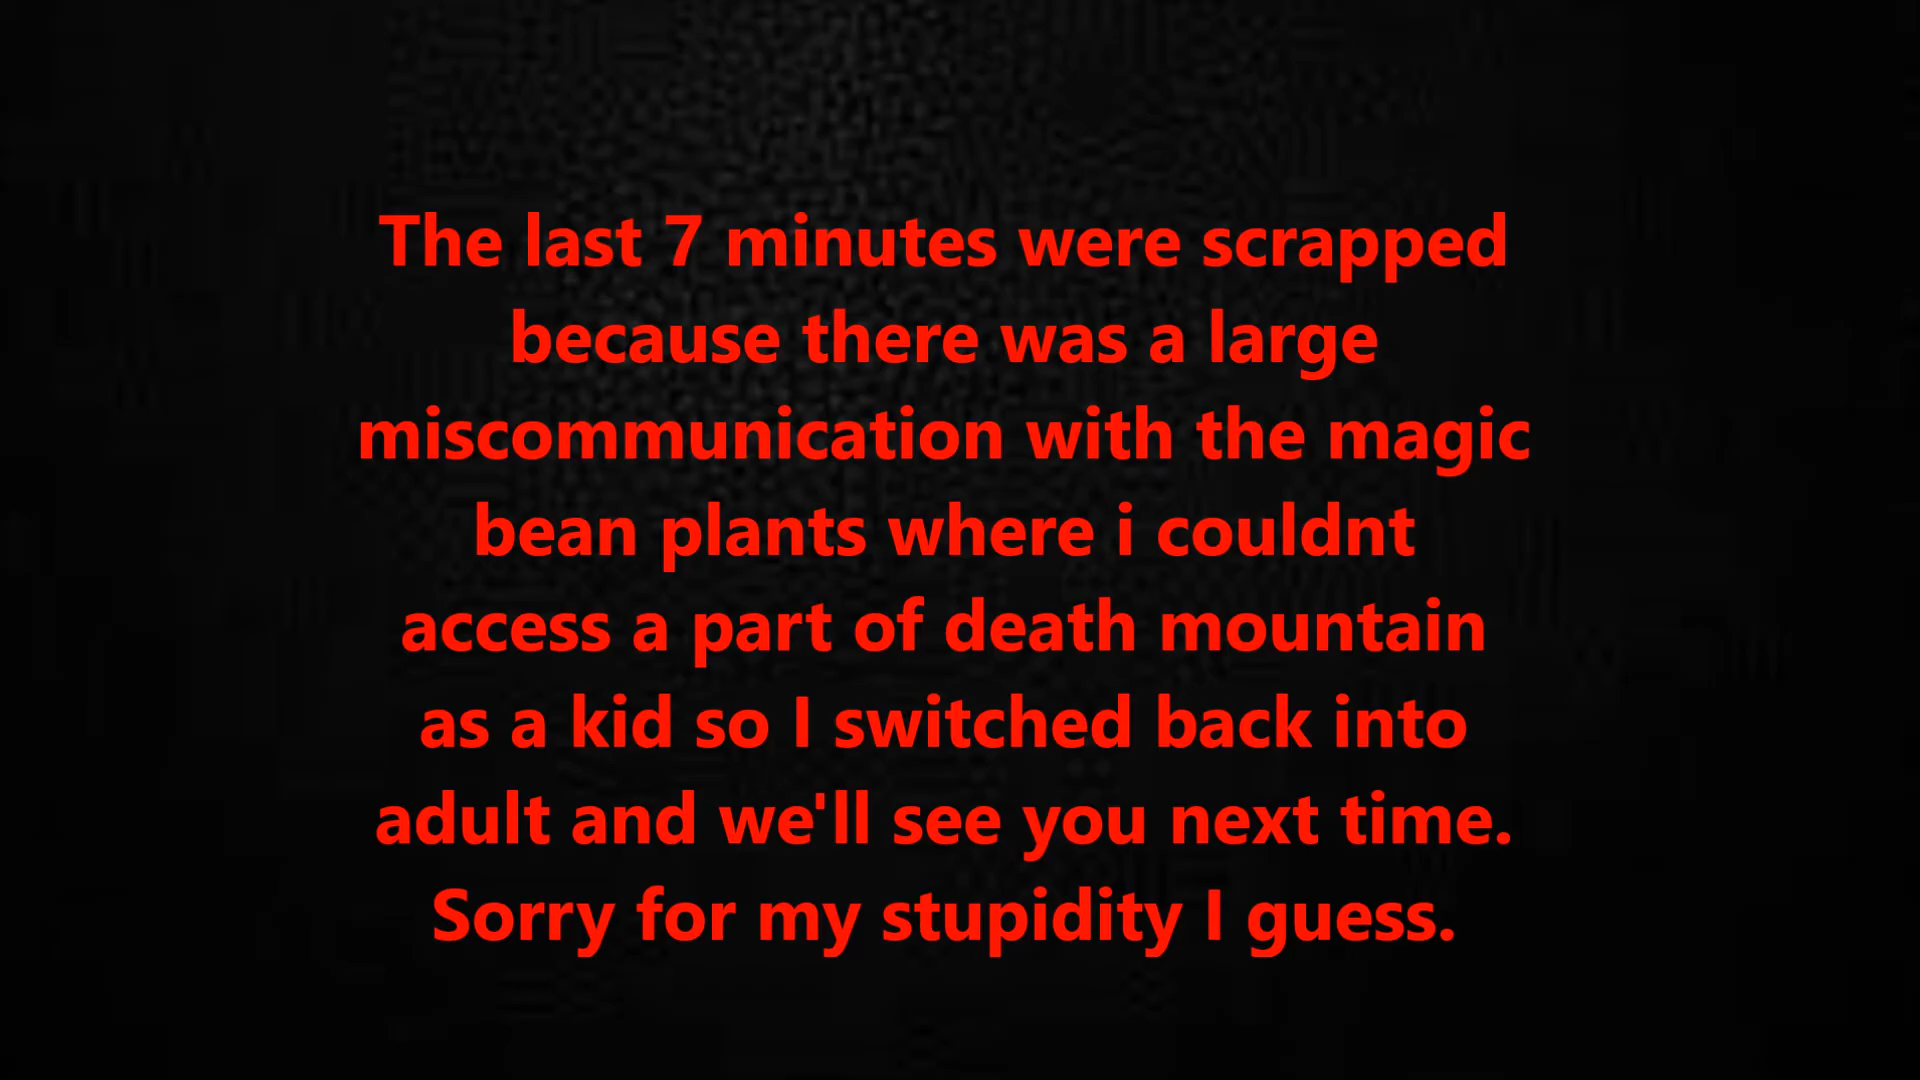 The last 7 minutes were scrapped
because there was a large
miscommunication with the magic
bean plants where i couldnt
access a part of death mountain
as a kid so I switched back into
adult and we'll see you next time.
Sorry for my stupidity I guess.